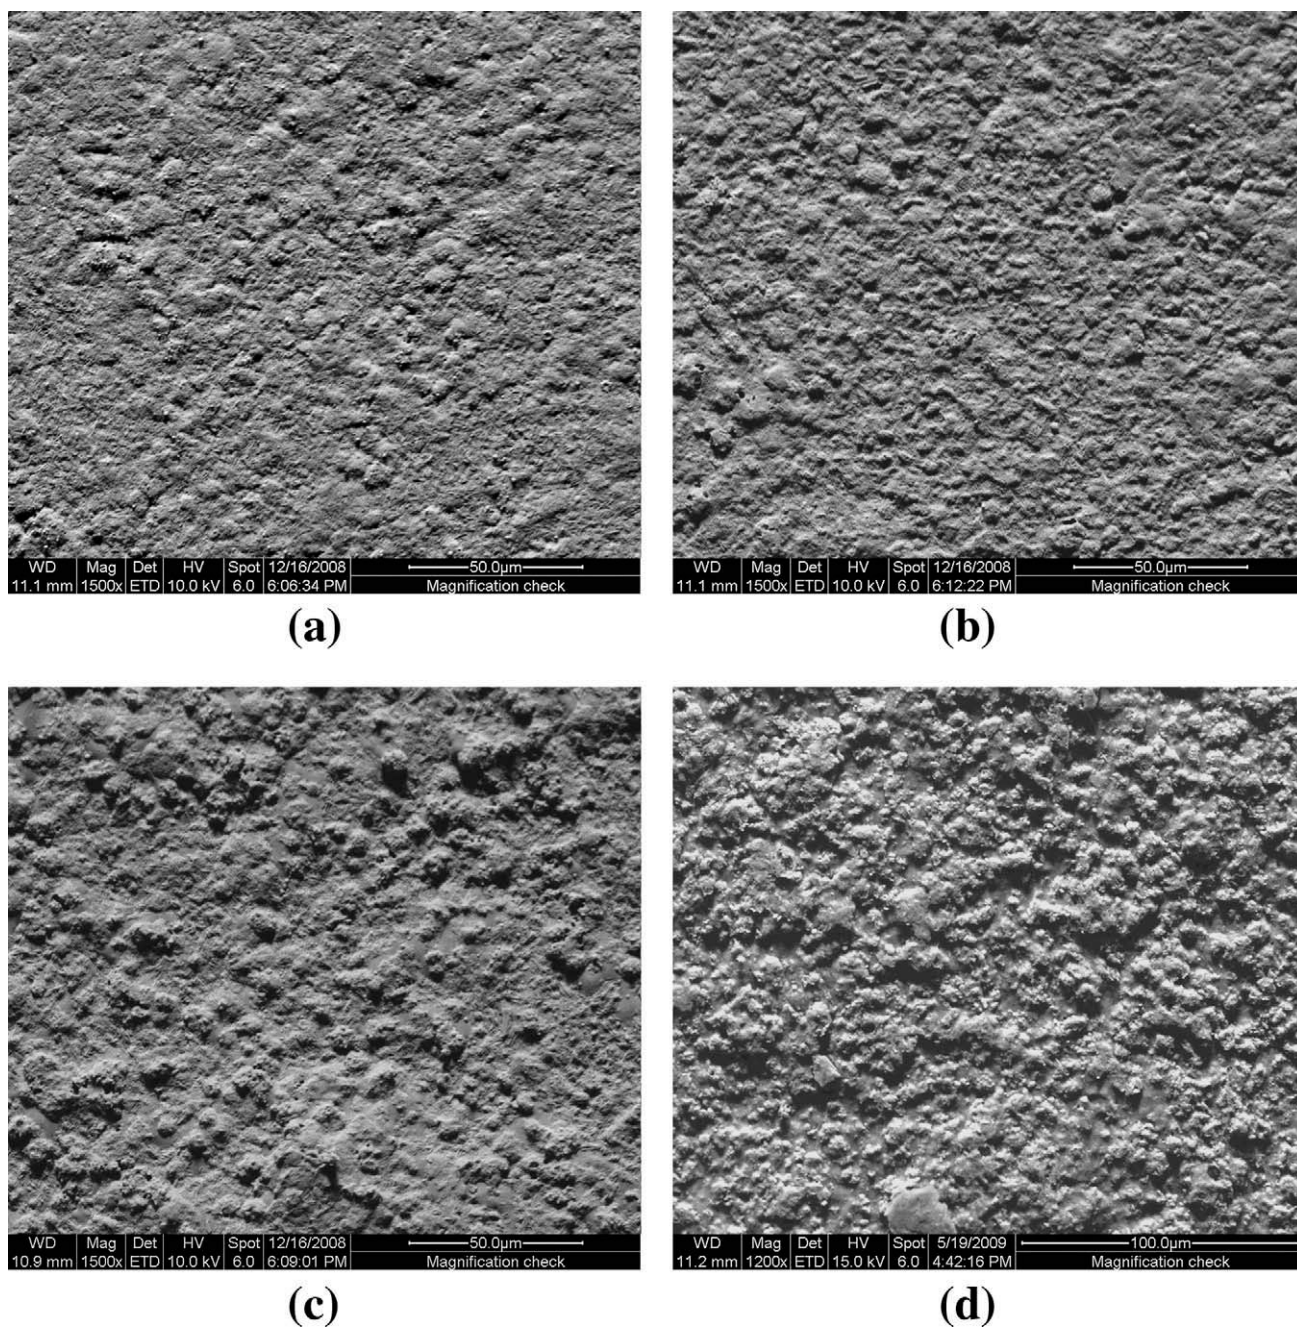 WD Mag Det HV Spot 12/16/2008 50.0µm
11.1 mm 1500x ETD 10.0 kV 6.0 6:06:34 PM Magnification check
WD Mag Det HV Spot 12/16/2008 50.0µm
11.1 mm 1500x ETD 10.0 kV 6.0 6:12:22 PM Magnification check
(a)
(b)
WD Mag Det HV Spot 12/16/2008 50.0µm
10.9 mm 1500x ETD 10.0 kV 6.0 6:09:01 PM Magnification check
WD Mag Det HV Spot 5/19/2009 100.0µm
11.2 mm 1200x ETD 15.0 kV 6.0 4:42:16 PM Magnification check
(c)
(d)